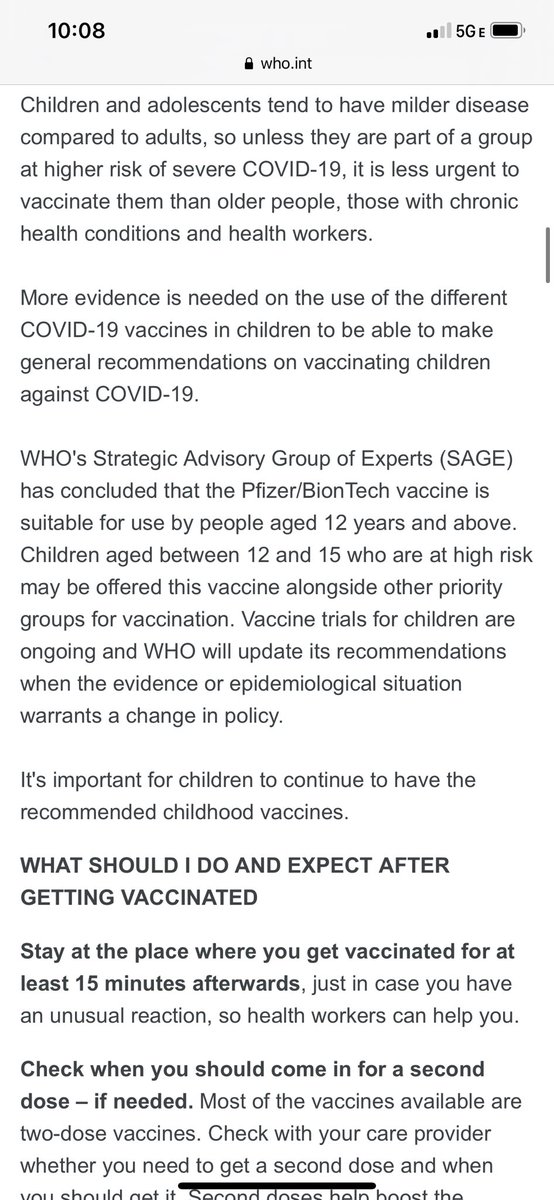 10:08
5GE
who.int
Children and adolescents tend to have milder disease
compared to adults, so unless they are part of a group
at higher risk of severe COVID-19, it is less urgent to
vaccinate them than older people, those with chronic
health conditions and health workers.
More evidence is needed on the use of the different
COVID-19 vaccines in children to be able to make
general recommendations on vaccinating children
against COVID-19.
WHO's Strategic Advisory Group of Experts (SAGE)
has concluded that the Pfizer/BionTech vaccine is
suitable for use by people aged 12 years and above.
Children aged between 12 and 15 who are at high risk
may be offered this vaccine alongside other priority
groups for vaccination. Vaccine trials for children are
ongoing and WHO will update its recommendations
when the evidence or epidemiological situation
warrants a change in policy.
It's important for children to continue to have the
recommended childhood vaccines.
WHAT SHOULD I DO AND EXPECT AFTER
GETTING VACCINATED
Stay at the place where you get vaccinated for at
least 15 minutes afterwards, just in case you have
an unusual reaction, so health workers can help you.
Check when you should come in for a second
dose – if needed. Most of the vaccines available are
two-dose vaccines. Check with your care provider
whether you need to get a second dose and when
you should get it. Second doses help boost the